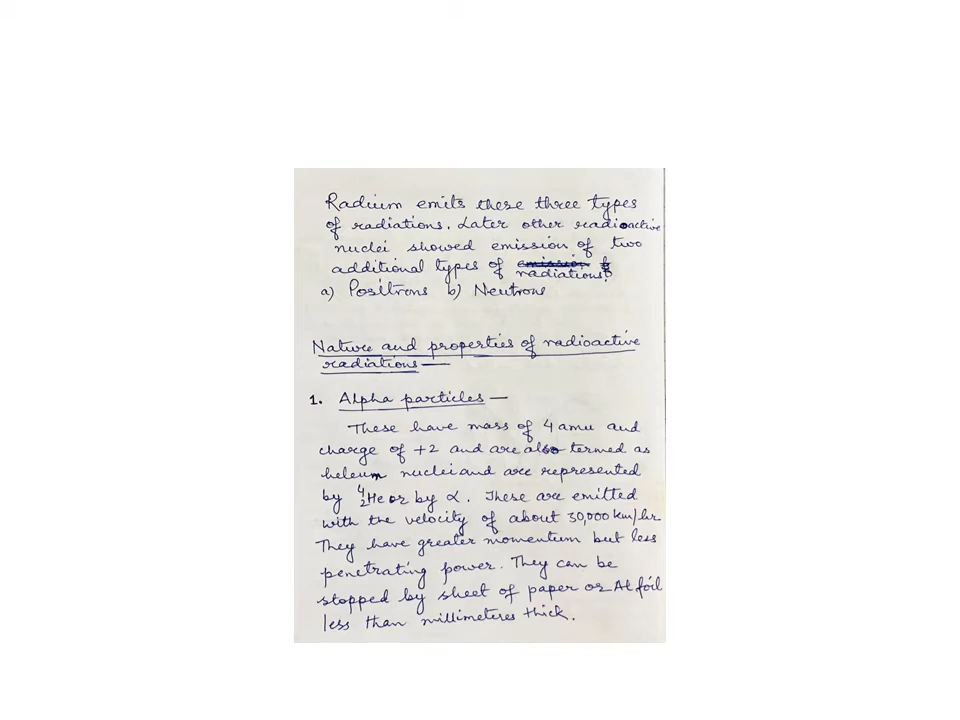 Radium emits these three types
of radiations. Later other radioactive
nuclei showed emission of two
additional types of radiations.
a) Positrons b) Neutrons
Nature and properties of radioactive
radiations —
1. Alpha particles —
These have mass of 4 amu and
charge of +2 and are also termed as
heleum nuclei and are represented
by ⁴₂He or by α. These are emitted
with the velocity of about 30,000 km/hr
They have greater momentum but less
penetrating power. They can be
stopped by sheet of paper or Al foil
less than millimeteres thick.